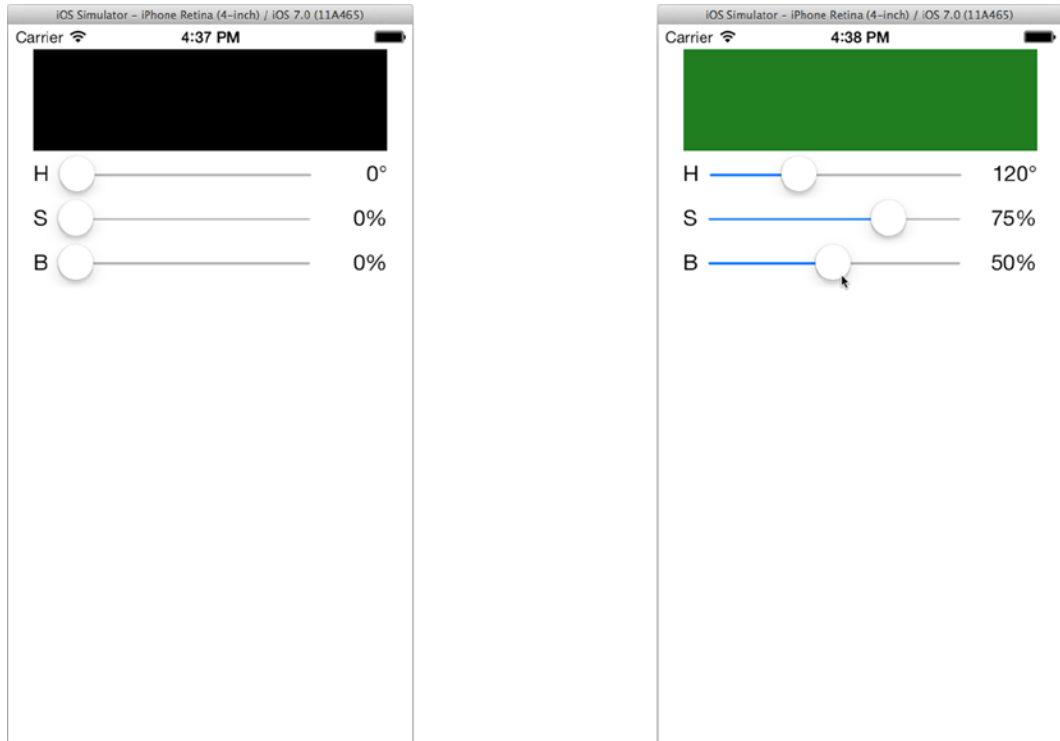 iOS Simulator – iPhone Retina (4-inch) / iOS 7.0 (11A465)
Carrier 4:37 PM
H 0°
S 0%
B 0%
iOS Simulator – iPhone Retina (4-inch) / iOS 7.0 (11A465)
Carrier 4:38 PM
H 120°
S 75%
B 50%